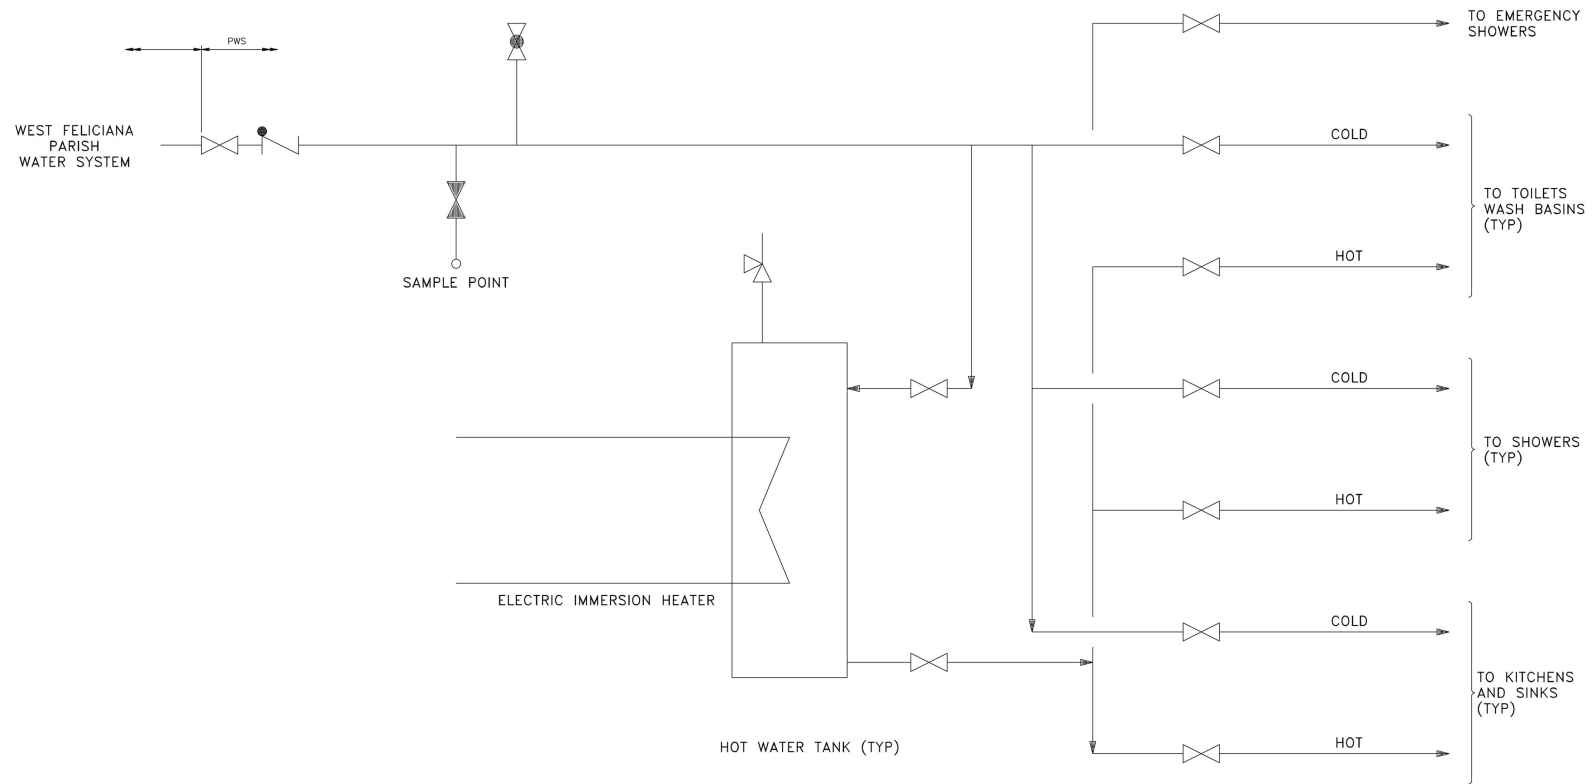 TO EMERGENCY
SHOWERS
PWS
WEST FELICIANA
PARISH
WATER SYSTEM
COLD
TO TOILETS
WASH BASINS
(TYP)
HOT
SAMPLE POINT
COLD
TO SHOWERS
(TYP)
HOT
ELECTRIC IMMERSION HEATER
COLD
TO KITCHENS
AND SINKS
(TYP)
HOT
HOT WATER TANK (TYP)